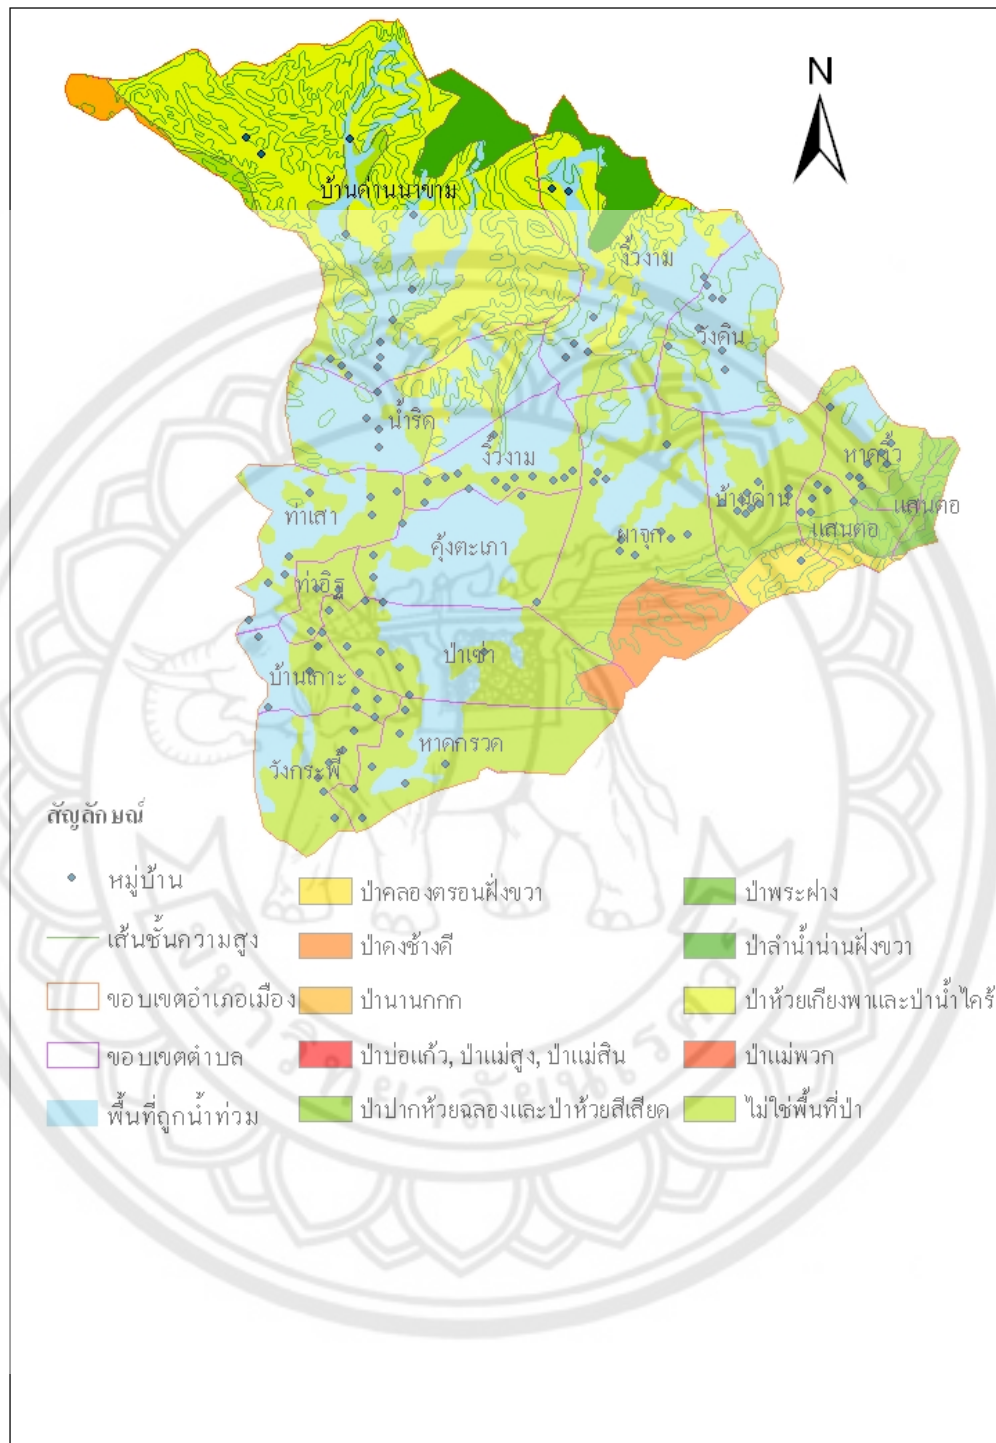 N
บ้านด่านนาขาม
งิ้วงาม
วังดิน
น้ำริด
งิ้วงาม
หาดงิ้ว
บ้านด่าน
แสนตอ
แสนตอ
ท่าเสา
คุ้งตะเภา
ผาจุก
ท่าอิฐ
ป่าเซ่า
บ้านเกาะ
หาดกรวด
วังกะพี้
สัญลักษณ์
หมู่บ้าน
เส้นชั้นความสูง
ขอบเขตอำเภอเมือง
ขอบเขตตำบล
พื้นที่ถูกน้ำท่วม
ป่าคลองตรอนฝั่งขวา
ป่าดงช้างดี
ป่านานกกก
ป่าบ่อแก้ว, ป่าแม่สูง, ป่าแม่สิน
ป่าปากห้วยฉลองและป่าห้วยสีเสียด
ป่าพระฝาง
ป่าลำน้ำน่านฝั่งขวา
ป่าห้วยเกียงพาและป่าน้ำไคร้
ป่าแม่พวก
ไม่ใช่พื้นที่ป่า